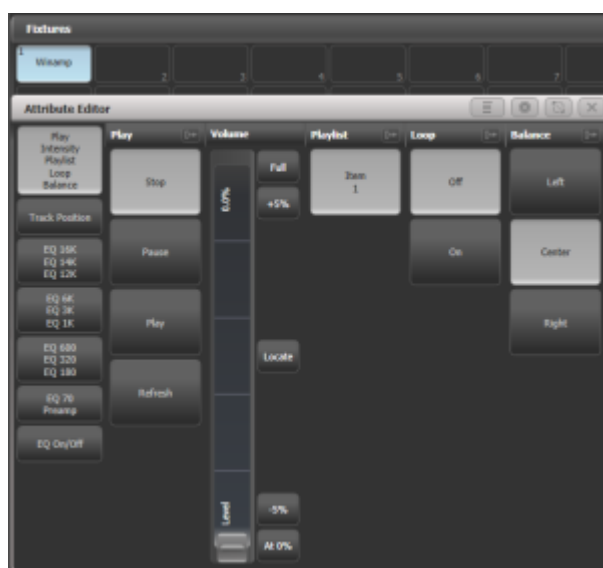 Fixtures
1
Winamp
2
3
4
5
6
7
Attribute Editor
Play
Intensity
Playlist
Loop
Balance
Track Position
EQ 16K
EQ 14K
EQ 12K
EQ 6K
EQ 3K
EQ 1K
EQ 600
EQ 320
EQ 180
EQ 70
Preamp
EQ On/Off
Play
Stop
Pause
Play
Refresh
Volume
0.0%
Level
Full
+5%
Locate
-5%
At 0%
Playlist
Item
1
Loop
Off
On
Balance
Left
Center
Right